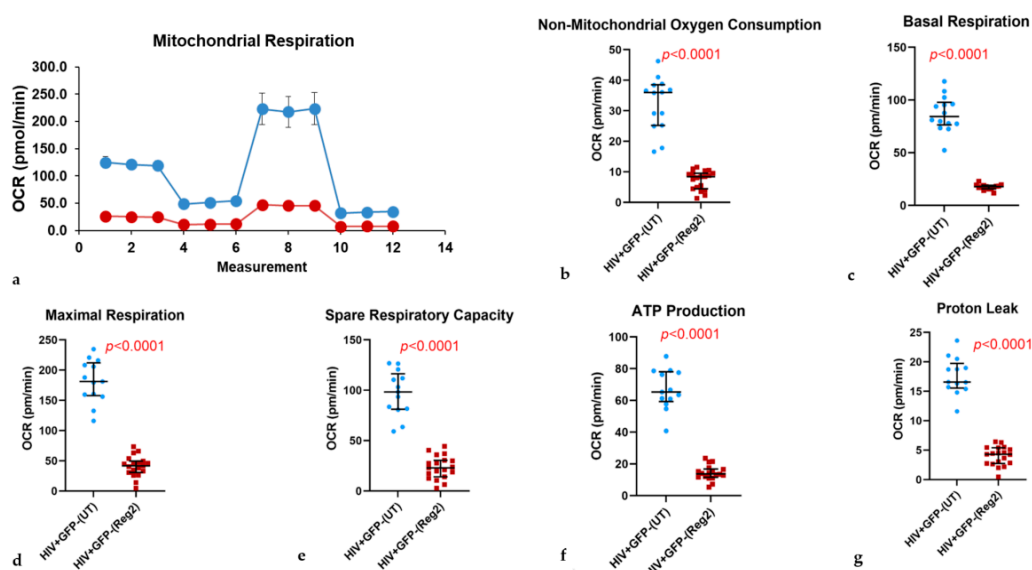 Mitochondrial Respiration
OCR (pmol/min)
300.0
250.0
200.0
150.0
100.0
50.0
0.0
0 2 4 6 8 10 12 14
Measurement
a
Non-Mitochondrial Oxygen Consumption
p<0.0001
OCR (pm/min)
50
40
30
20
10
0
HIV+GFP-(UT)
HIV+GFP-(Reg2)
b
Basal Respiration
p<0.0001
OCR (pm/min)
150
100
50
0
HIV+GFP-(UT)
HIV+GFP-(Reg2)
c
Maximal Respiration
p<0.0001
OCR (pm/min)
250
200
150
100
50
0
HIV+GFP-(UT)
HIV+GFP-(Reg2)
d
Spare Respiratory Capacity
p<0.0001
OCR (pm/min)
150
100
50
0
HIV+GFP-(UT)
HIV+GFP-(Reg2)
e
ATP Production
p<0.0001
OCR (pm/min)
100
80
60
40
20
0
HIV+GFP-(UT)
HIV+GFP-(Reg2)
f
Proton Leak
p<0.0001
OCR (pm/min)
25
20
15
10
5
0
HIV+GFP-(UT)
HIV+GFP-(Reg2)
g